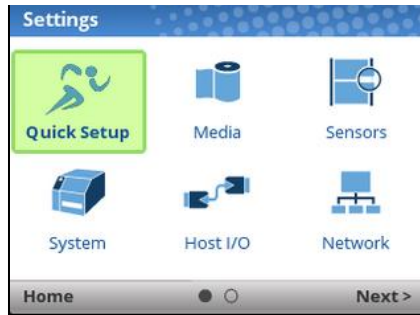 Settings
Quick Setup
Media
Sensors
System
Host I/O
Network
Home
Next >